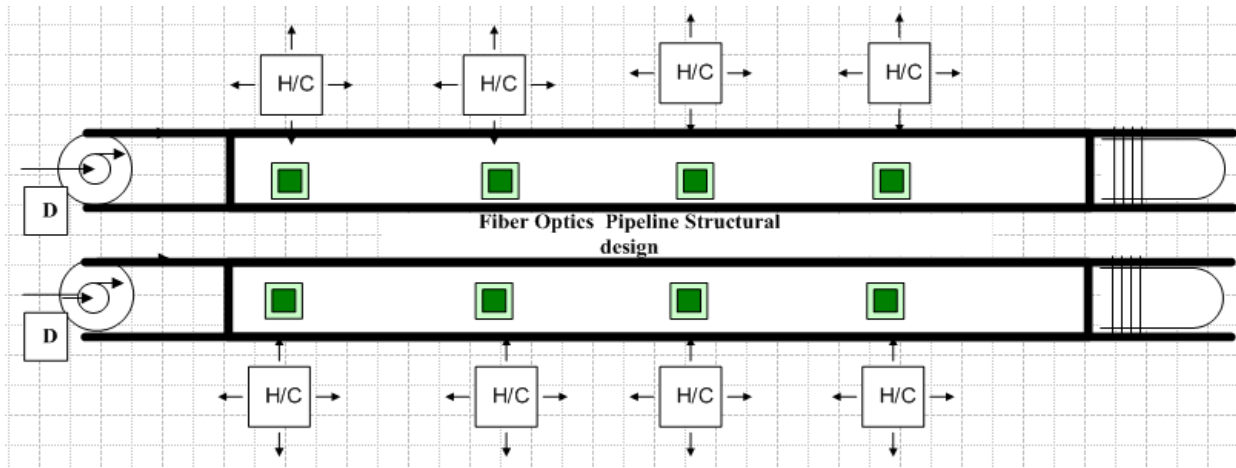 H/C H/C H/C H/C
D
Fiber Optics Pipeline Structural
design
D
H/C H/C H/C H/C